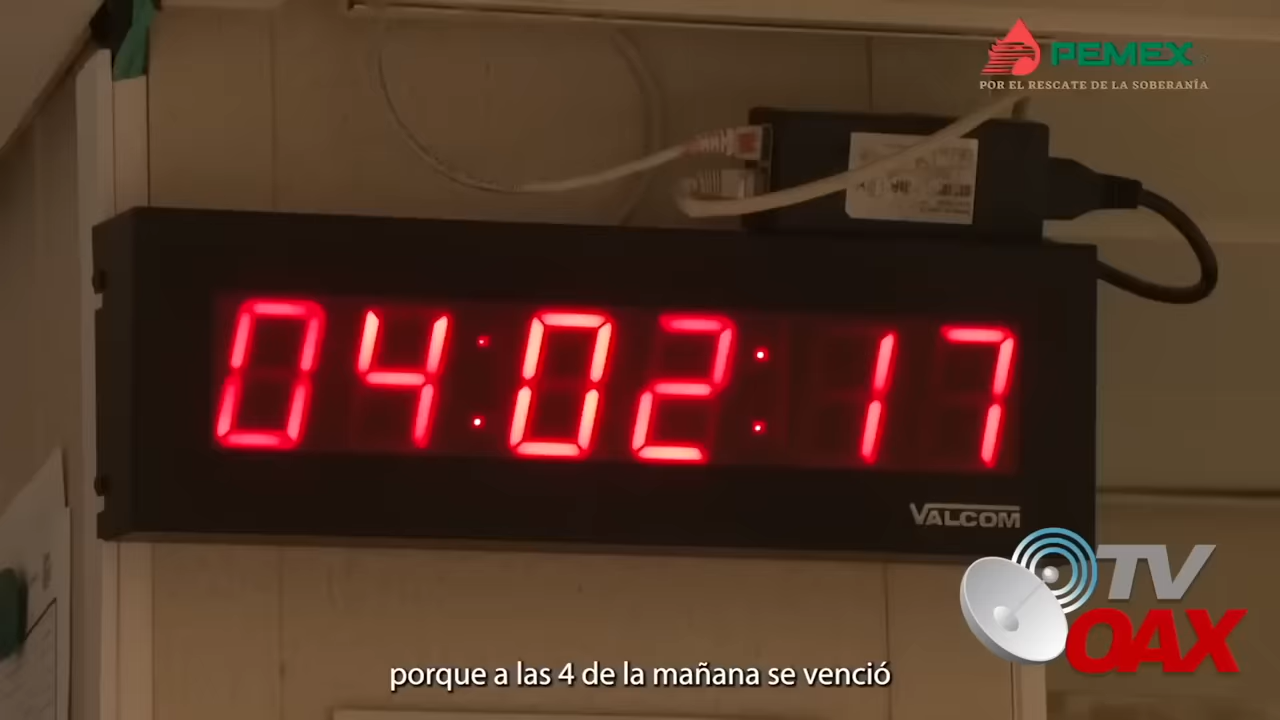 PEMEX
POR EL RESCATE DE LA SOBERANÍA
04:02:17
VALCOM
TV
OAX
porque a las 4 de la mañana se venció